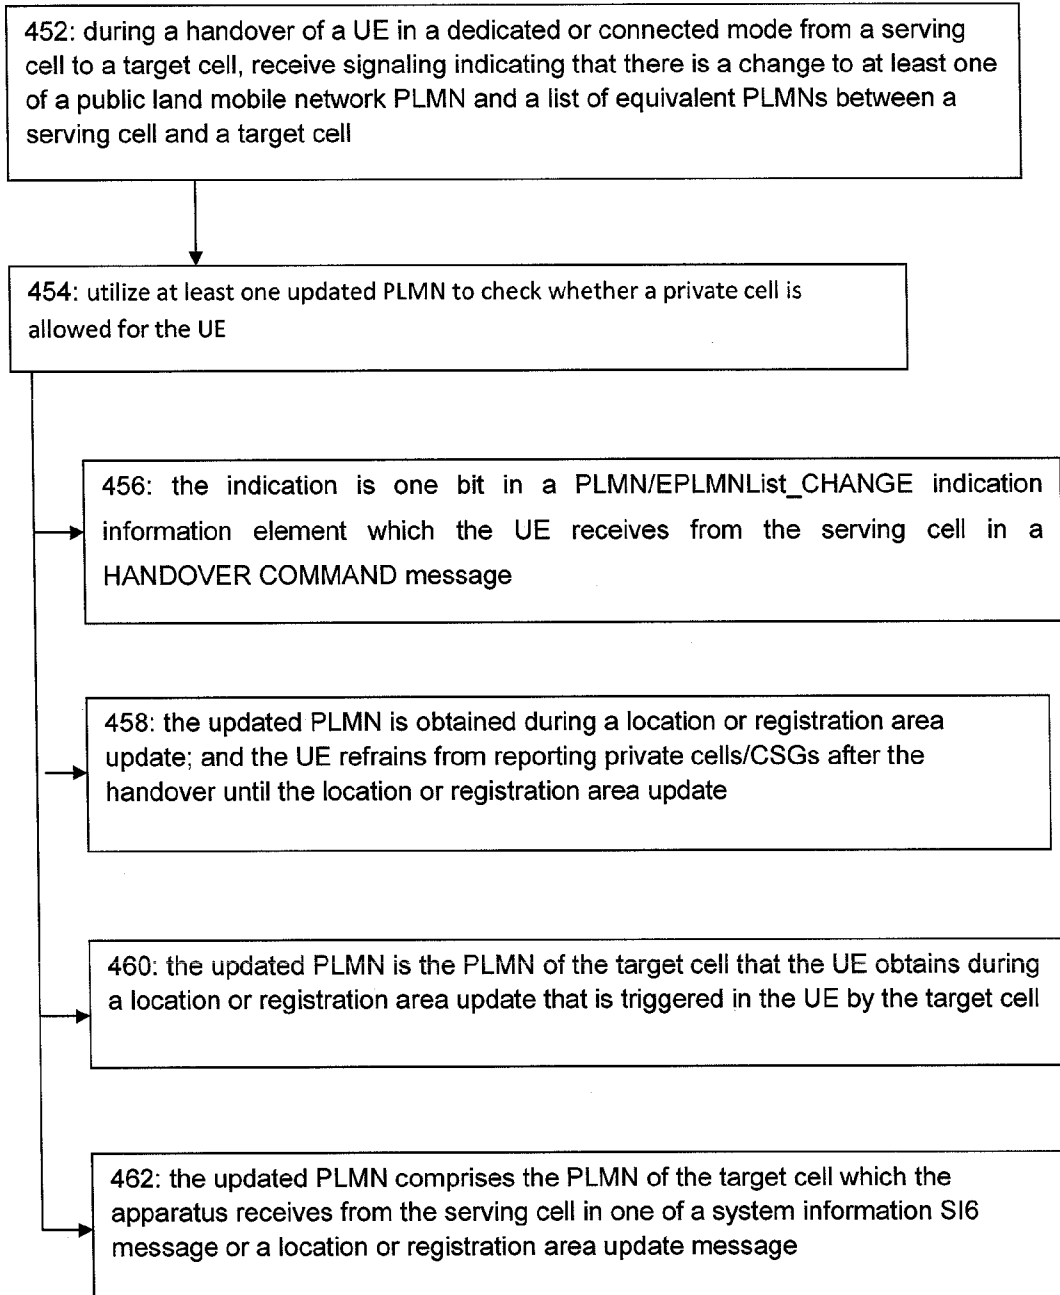 452: during a handover of a UE in a dedicated or connected mode from a serving
cell to a target cell, receive signaling indicating that there is a change to at least one
of a public land mobile network PLMN and a list of equivalent PLMNs between a
serving cell and a target cell
454: utilize at least one updated PLMN to check whether a private cell is
allowed for the UE
456: the indication is one bit in a PLMN/EPLMNList_CHANGE indication
information element which the UE receives from the serving cell in a
HANDOVER COMMAND message
458: the updated PLMN is obtained during a location or registration area
update; and the UE refrains from reporting private cells/CSGs after the
handover until the location or registration area update
460: the updated PLMN is the PLMN of the target cell that the UE obtains during
a location or registration area update that is triggered in the UE by the target cell
462: the updated PLMN comprises the PLMN of the target cell which the
apparatus receives from the serving cell in one of a system information SI6
message or a location or registration area update message